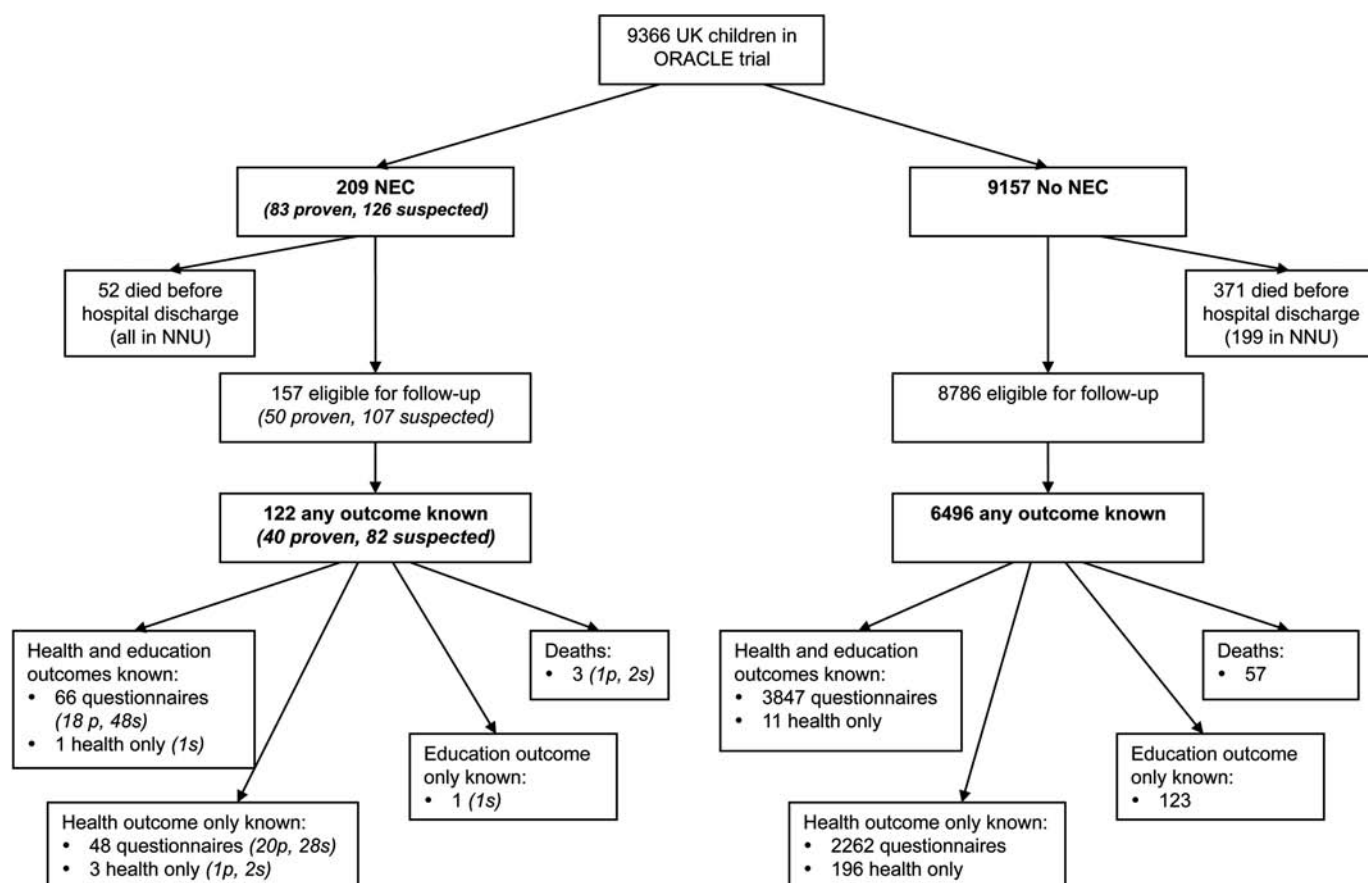 9366 UK children in
ORACLE trial
209 NEC
(83 proven, 126 suspected)
9157 No NEC
52 died before
hospital discharge
(all in NNU)
371 died before
hospital discharge
(199 in NNU)
157 eligible for follow-up
(50 proven, 107 suspected)
8786 eligible for follow-up
122 any outcome known
(40 proven, 82 suspected)
6496 any outcome known
Health and education
outcomes known:
• 66 questionnaires
(18 p, 48s)
• 1 health only (1s)
Deaths:
• 3 (1p, 2s)
Education outcome
only known:
• 1 (1s)
Health outcome only known:
• 48 questionnaires (20p, 28s)
• 3 health only (1p, 2s)
Health and education
outcomes known:
• 3847 questionnaires
• 11 health only
Deaths:
• 57
Education outcome
only known:
• 123
Health outcome only known:
• 2262 questionnaires
• 196 health only